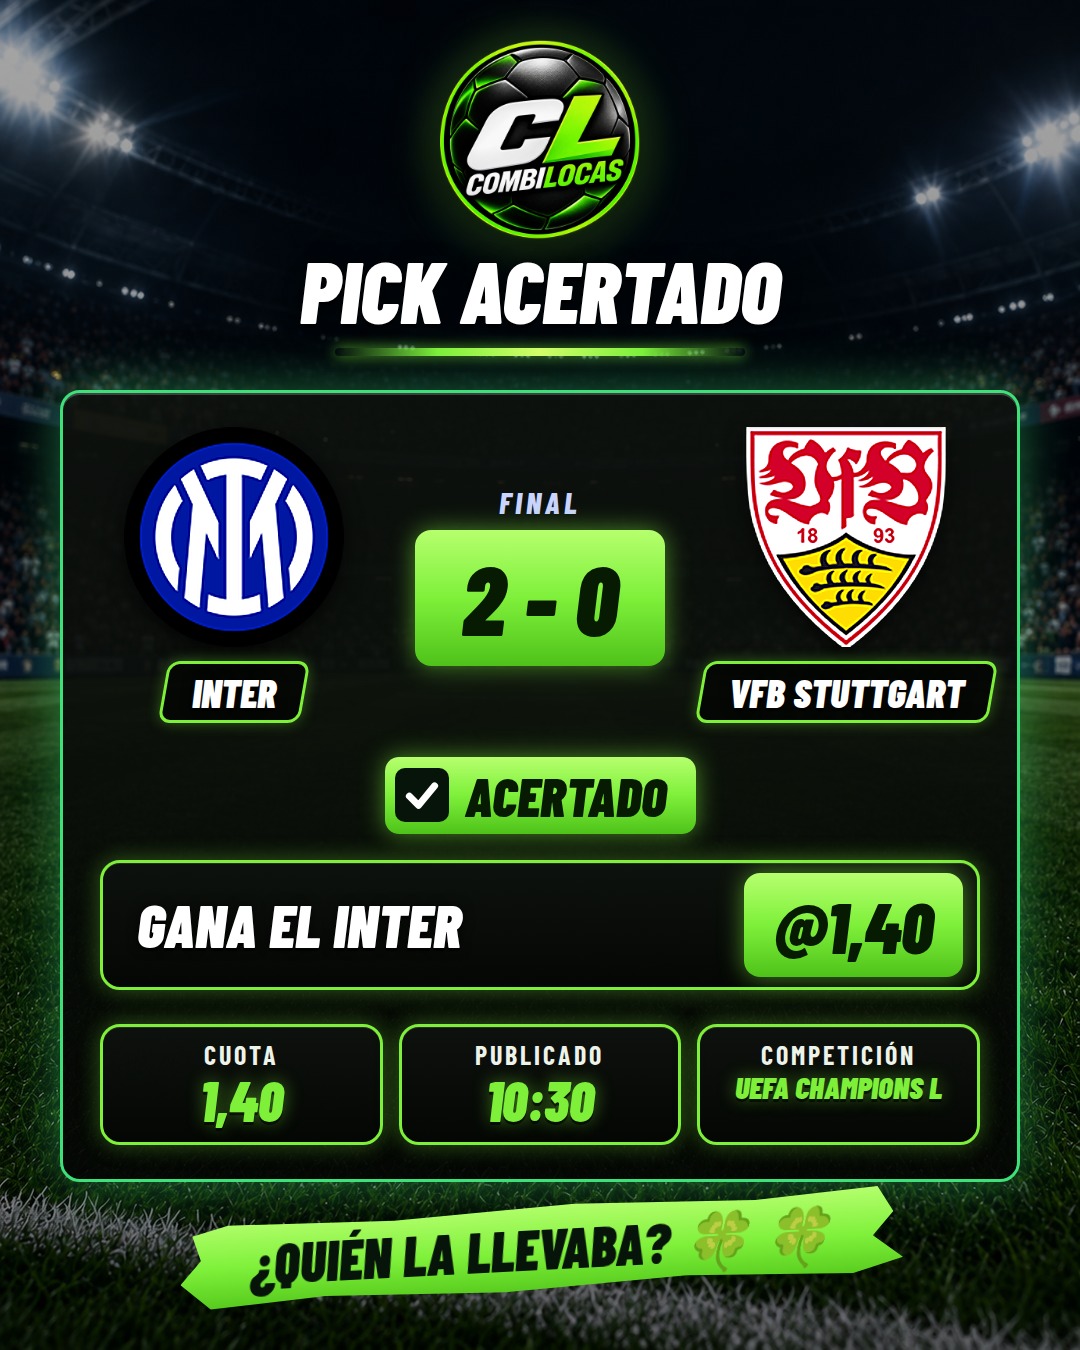 CL
COMBILOCAS
PICK ACERTADO
FINAL
2 - 0
VfB
18 93
INTER
VFB STUTTGART
ACERTADO
GANA EL INTER
@1,40
CUOTA
1,40
PUBLICADO
10:30
COMPETICIÓN
UEFA CHAMPIONS L
¿QUIÉN LA LLEVABA? 🍀 🍀